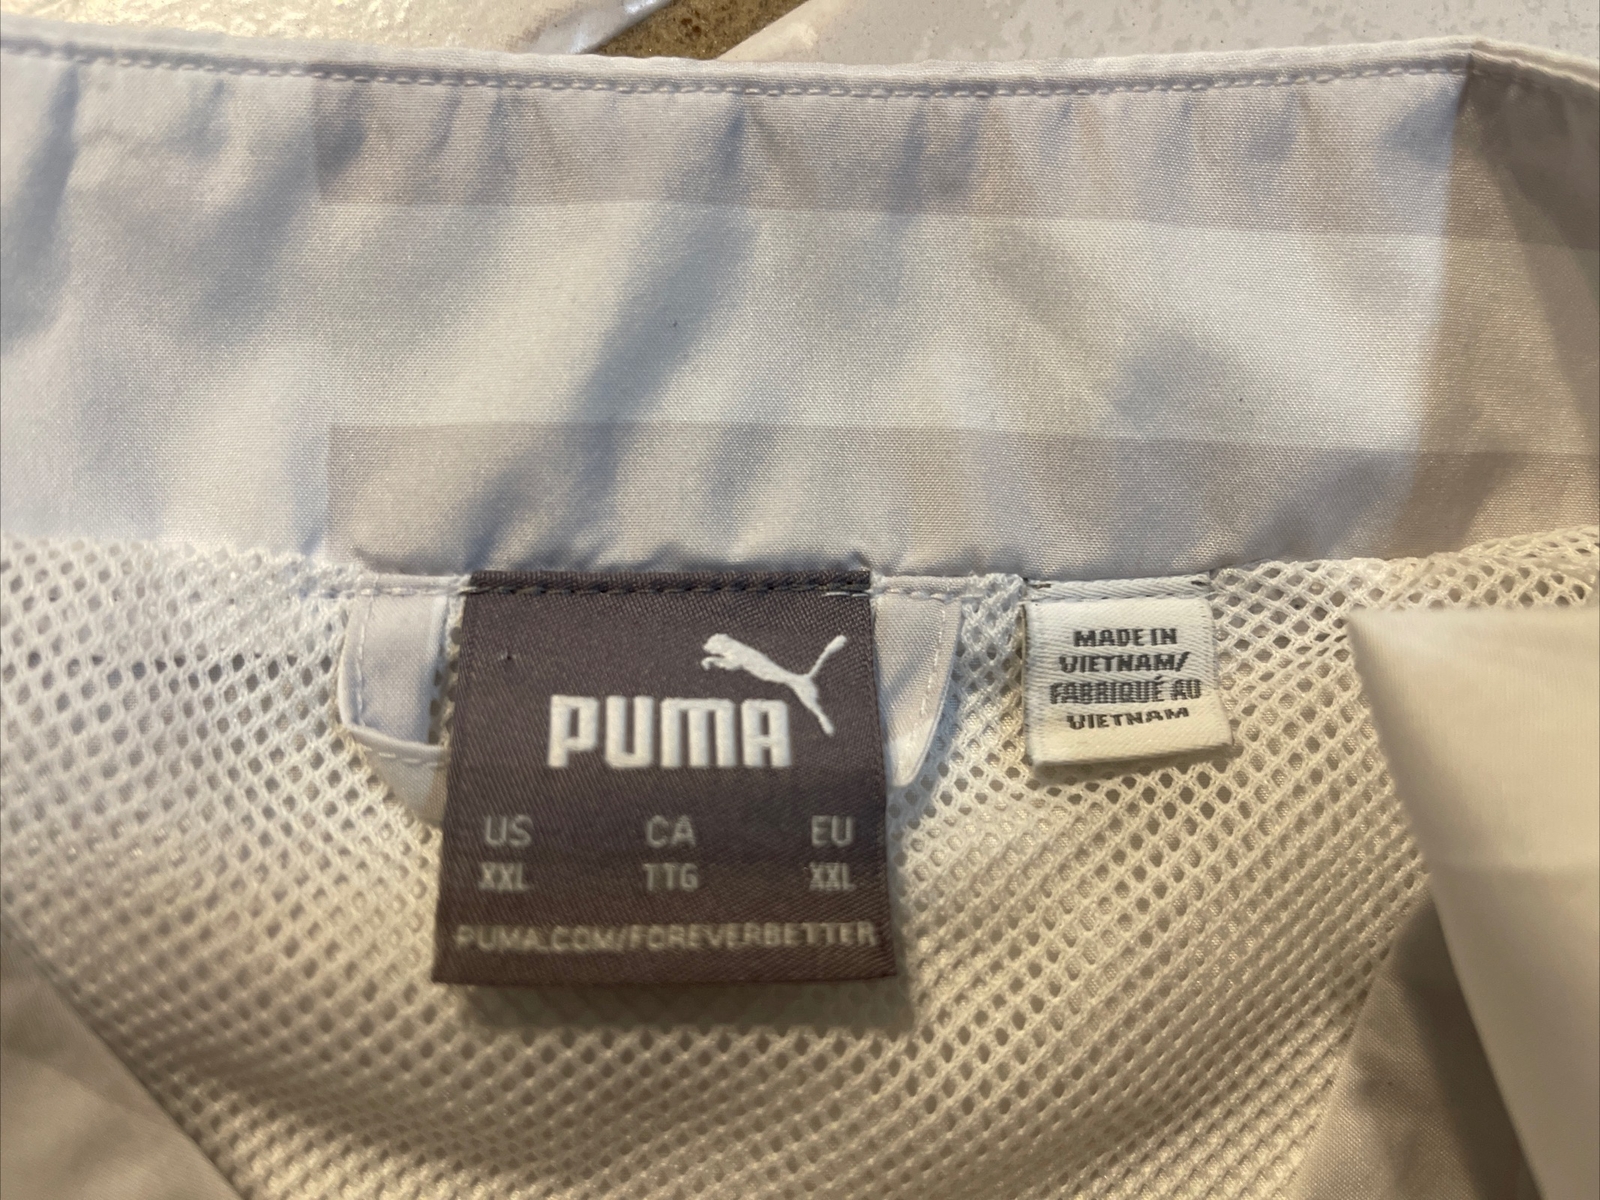 PUMA
US CA EU
XXL TTG XXL
PUMA.COM/FOREVERBETTER
MADE IN
VIETNAM/
FABRIQUÉ AU
VIETNAM